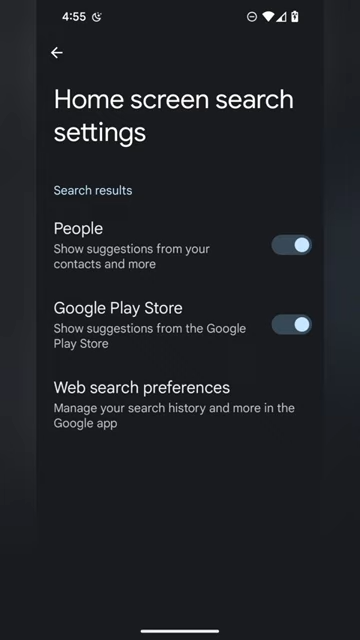 4:55
Home screen search
settings
Search results
People
Show suggestions from your
contacts and more
Google Play Store
Show suggestions from the Google
Play Store
Web search preferences
Manage your search history and more in the
Google app